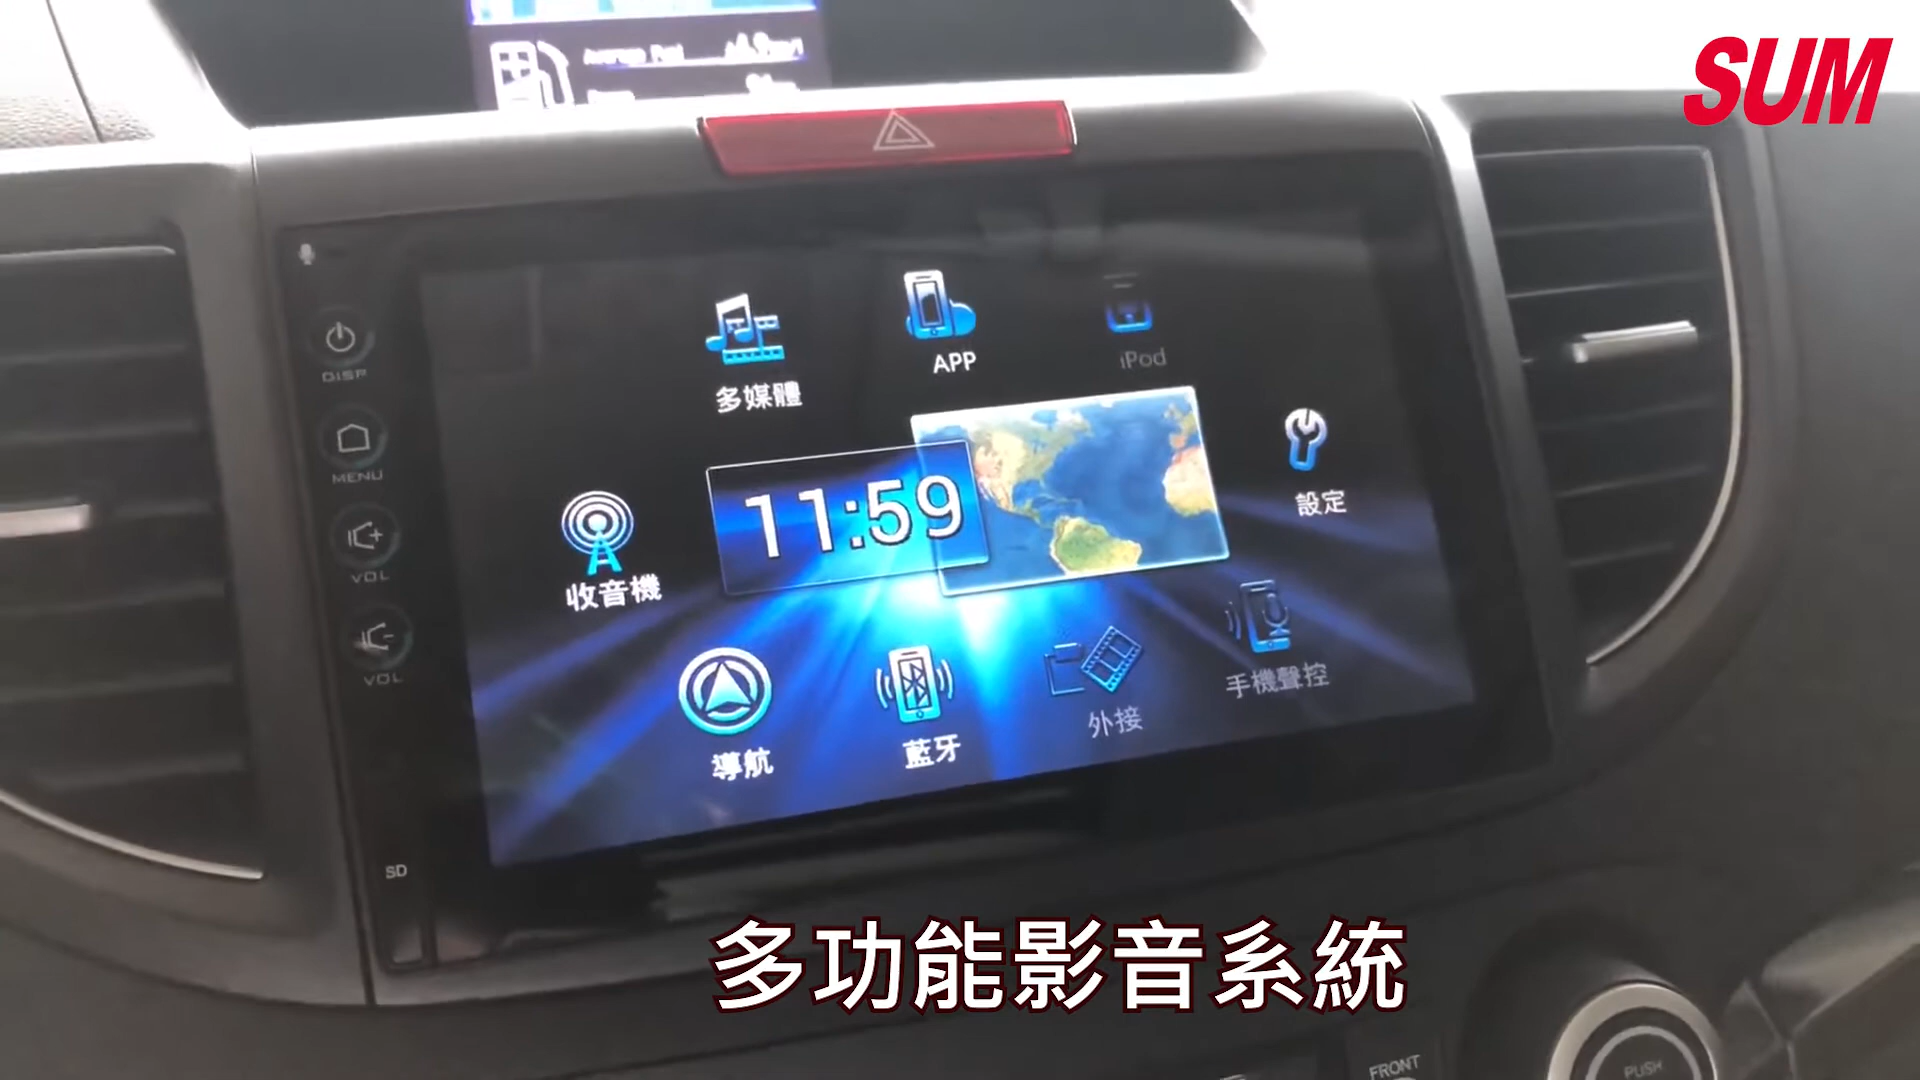 SUM
DISP
MENU
VOL
VOL
SD
多媒體
APP
iPod
11:59
設定
收音機
導航
藍牙
外接
手機聲控
多功能影音系統
FRONT
PUSH